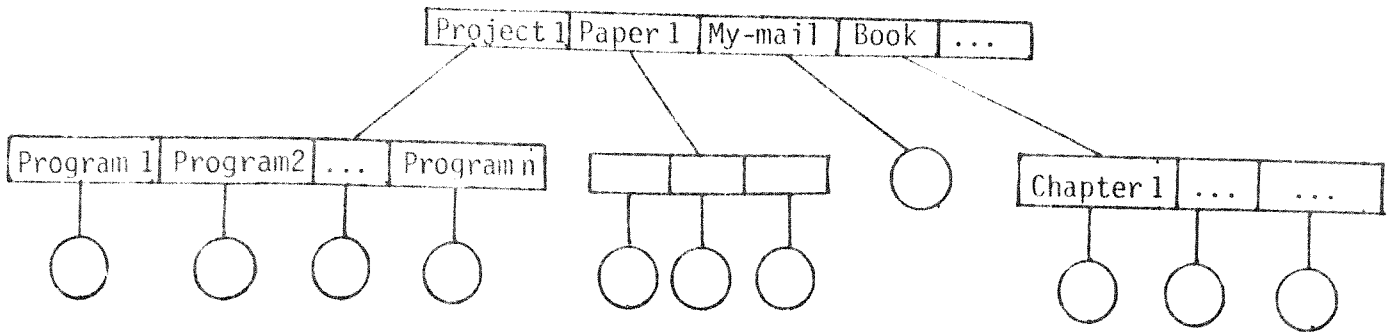 Project 1 Paper 1 My-mail Book ...
Program 1 Program2 ... Program n
Chapter 1 ... ...